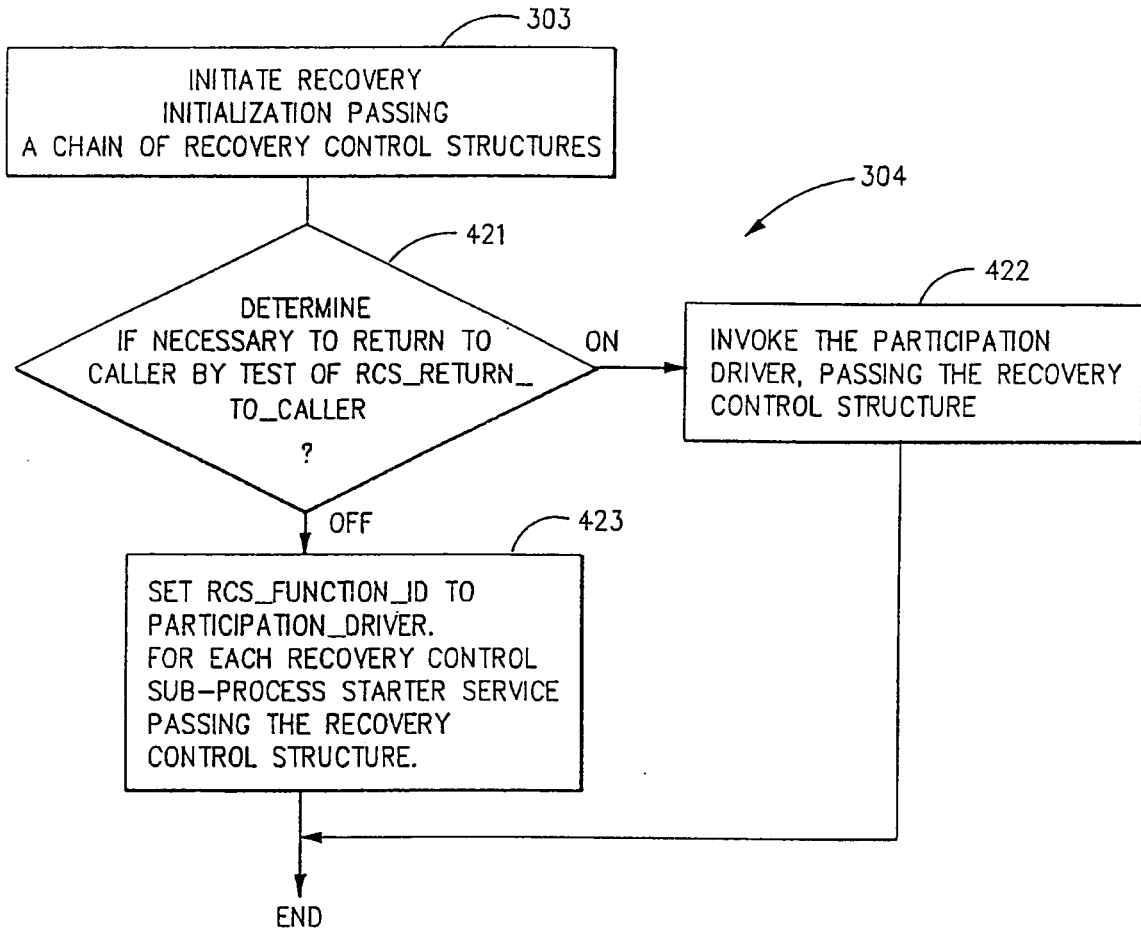 303
INITIATE RECOVERY
INITIALIZATION PASSING
A CHAIN OF RECOVERY CONTROL STRUCTURES
304
421
DETERMINE
IF NECESSARY TO RETURN TO
CALLER BY TEST OF RCS_RETURN_
TO_CALLER
?
ON
422
INVOKE THE PARTICIPATION
DRIVER, PASSING THE RECOVERY
CONTROL STRUCTURE
OFF
423
SET RCS_FUNCTION_ID TO
PARTICIPATION_DRIVER.
FOR EACH RECOVERY CONTROL
SUB-PROCESS STARTER SERVICE
PASSING THE RECOVERY
CONTROL STRUCTURE.
END